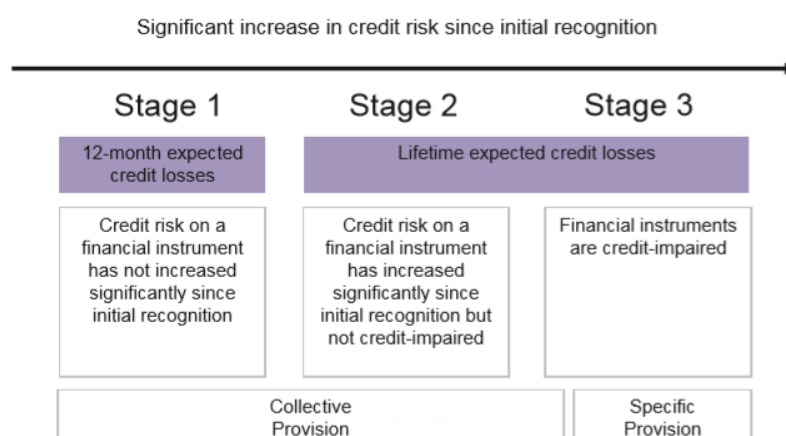 Significant increase in credit risk since initial recognition
Stage 1
Stage 2
Stage 3
12-month expected
credit losses
Lifetime expected credit losses
Credit risk on a
financial instrument
has not increased
significantly since
initial recognition
Credit risk on a
financial instrument
has increased
significantly since
initial recognition but
not credit-impaired
Financial instruments
are credit-impaired
Collective
Provision
Specific
Provision